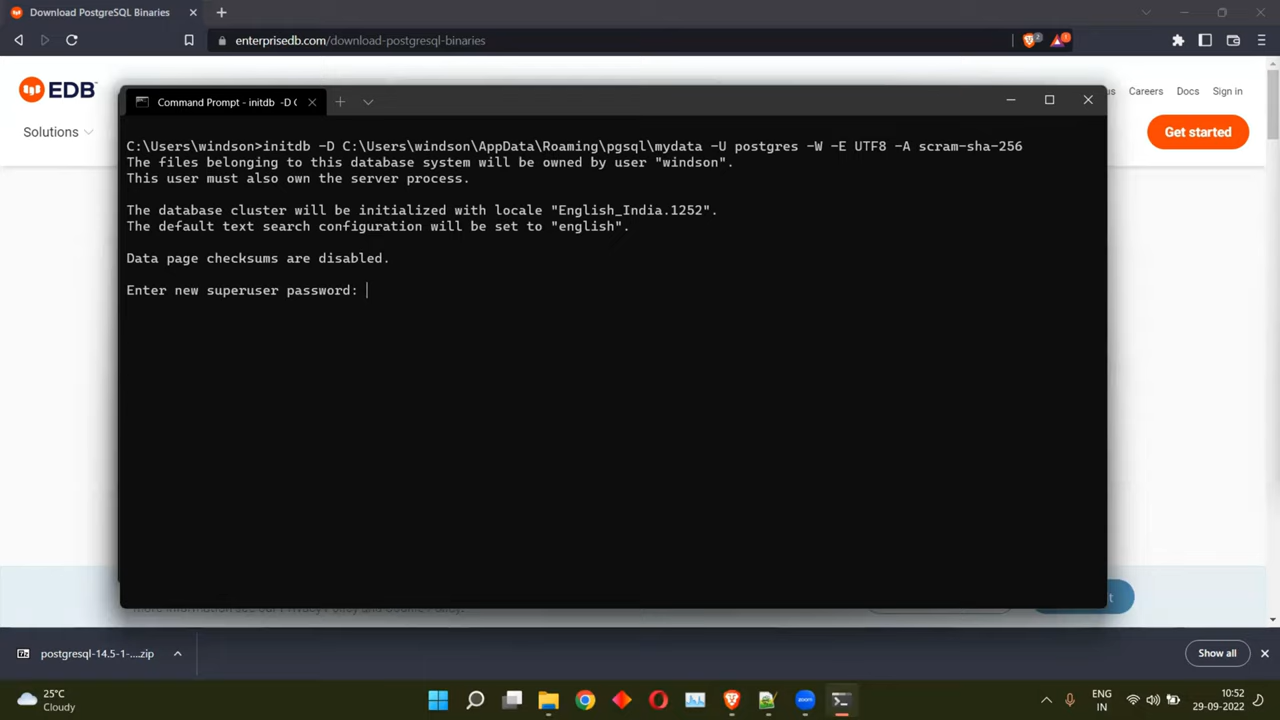 Download PostgreSQL Binaries
enterprisedb.com/download-postgresql-binaries
2
1
EDB
Careers
Docs
Sign in
Solutions
Get started
Command Prompt - initdb -D C
C:\Users\windson>initdb -D C:\Users\windson\AppData\Roaming\pgsql\mydata -U postgres -W -E UTF8 -A scram-sha-256
The files belonging to this database system will be owned by user "windson".
This user must also own the server process.
The database cluster will be initialized with locale "English_India.1252".
The default text search configuration will be set to "english".
Data page checksums are disabled.
Enter new superuser password:
postgresql-14.5-1-....zip
Show all
25°C
Cloudy
zoom
ENG
IN
10:52
29-09-2022